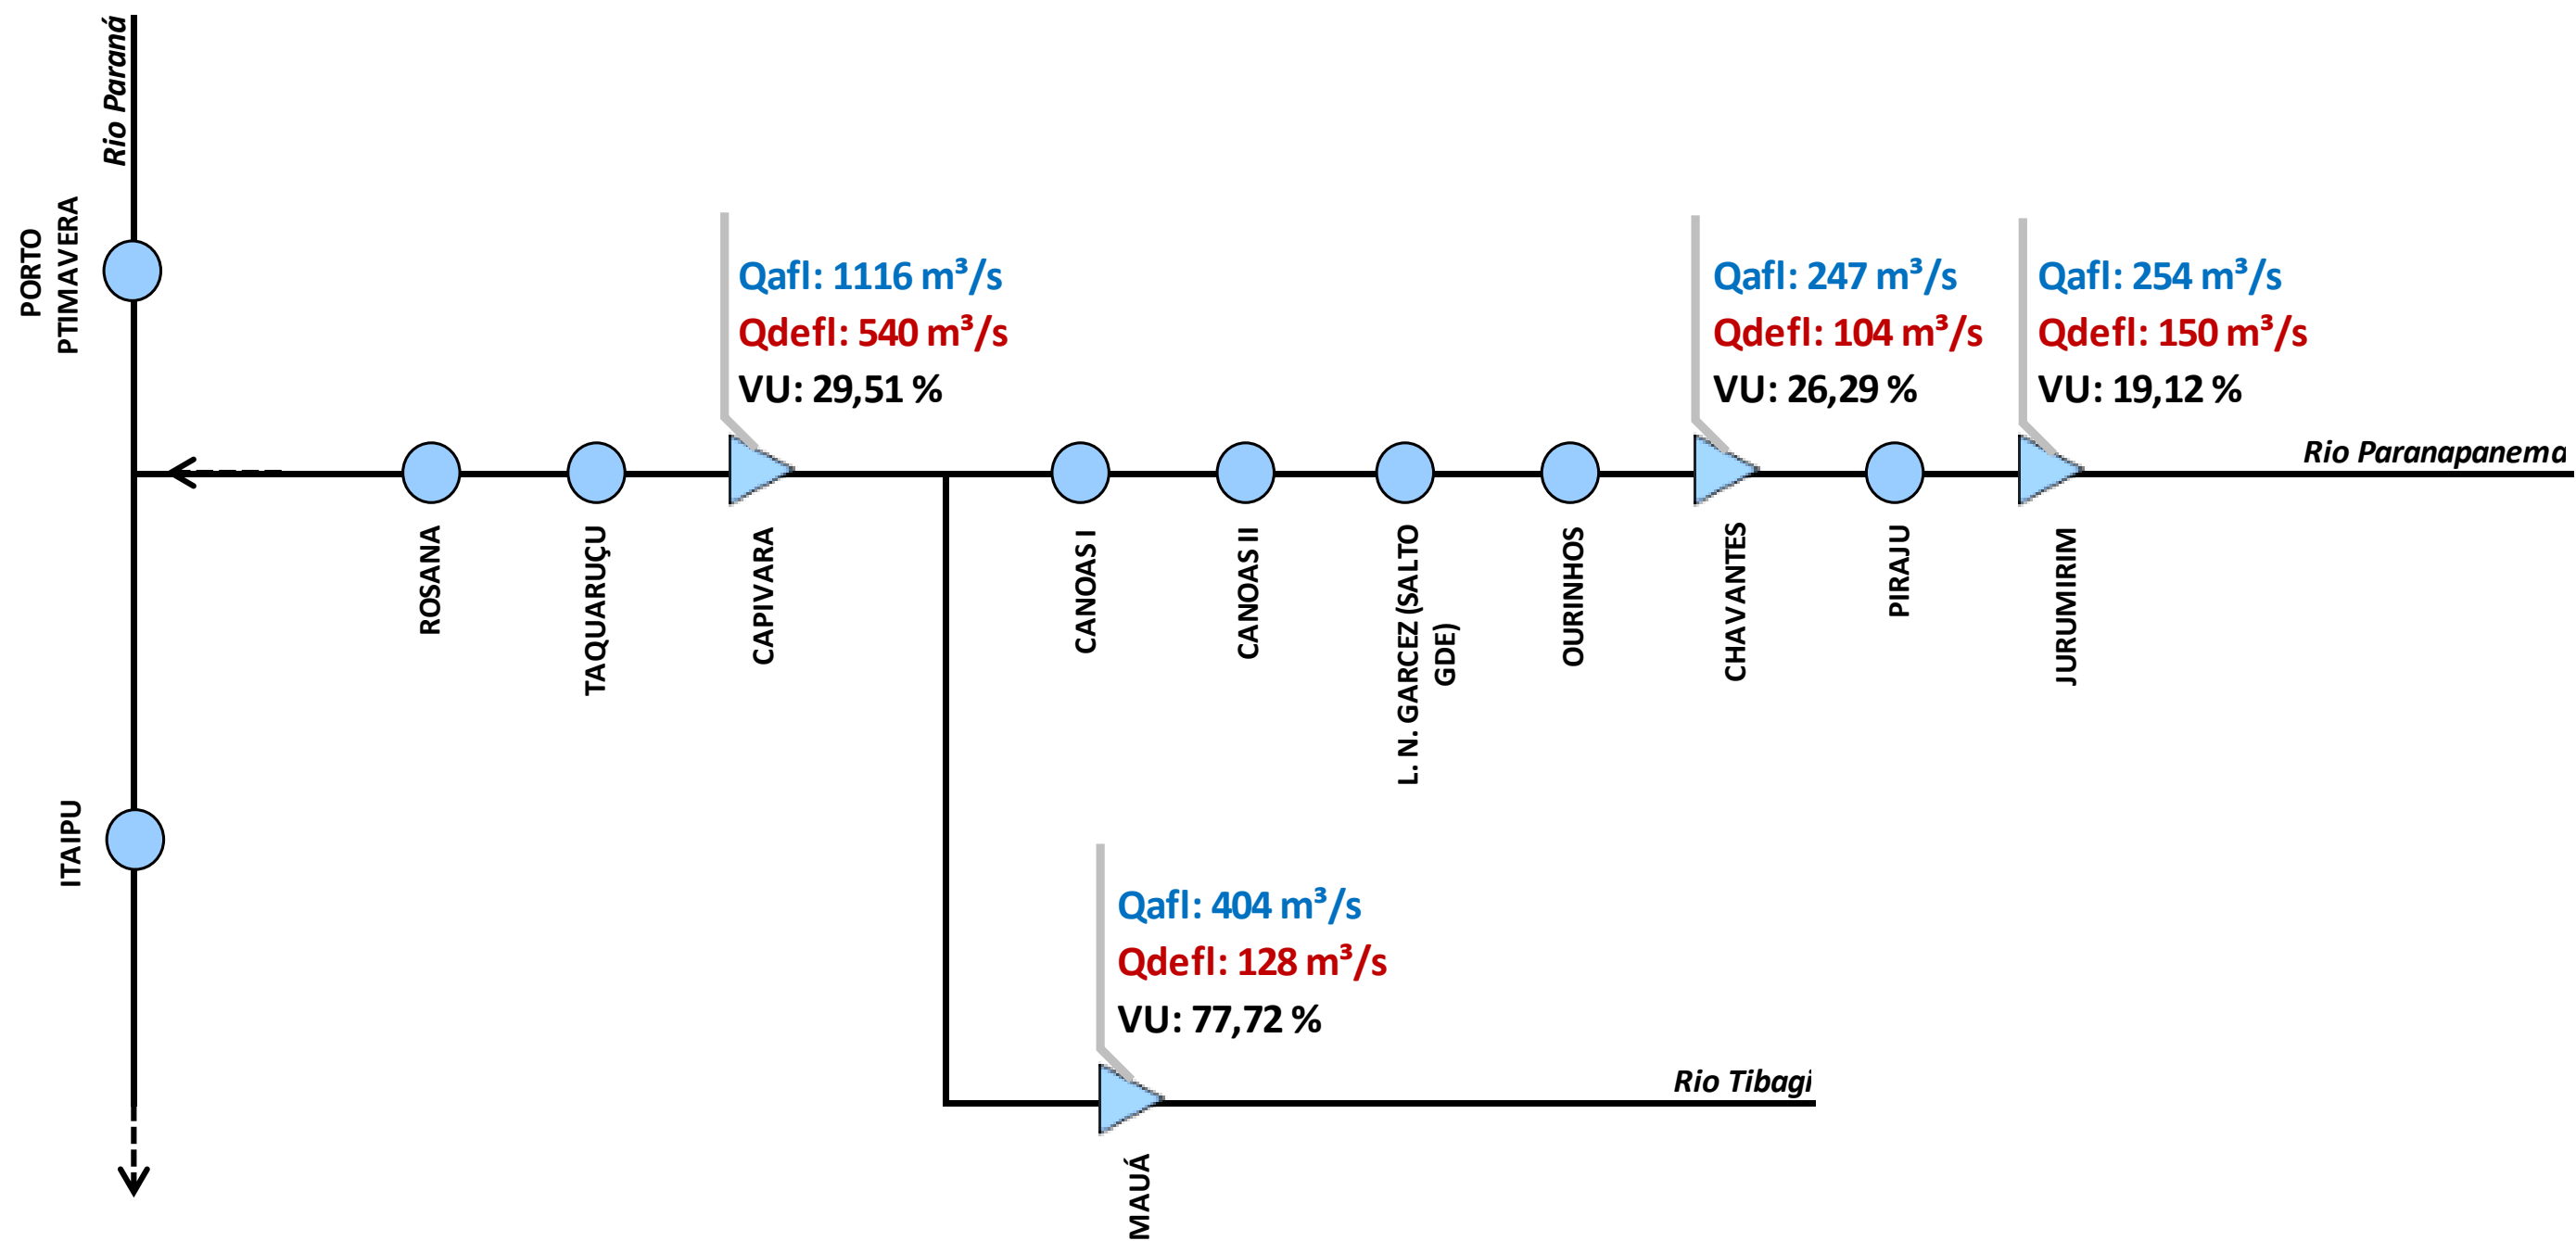 Rio Paraná
PORTO
PTIMAVERA
Qafl: 1116 m³/s
Qdefl: 540 m³/s
VU: 29,51 %
Qafl: 247 m³/s
Qdefl: 104 m³/s
VU: 26,29 %
Qafl: 254 m³/s
Qdefl: 150 m³/s
VU: 19,12 %
Rio Paranapanema
ROSANA
TAQUARUÇU
CAPIVARA
CANOAS I
CANOAS II
L. N. GARCEZ (SALTO
GDE)
OURINHOS
CHAVANTES
PIRAJU
JURUMIRIM
ITAIPU
Qafl: 404 m³/s
Qdefl: 128 m³/s
VU: 77,72 %
Rio Tibagi
MAUÁ